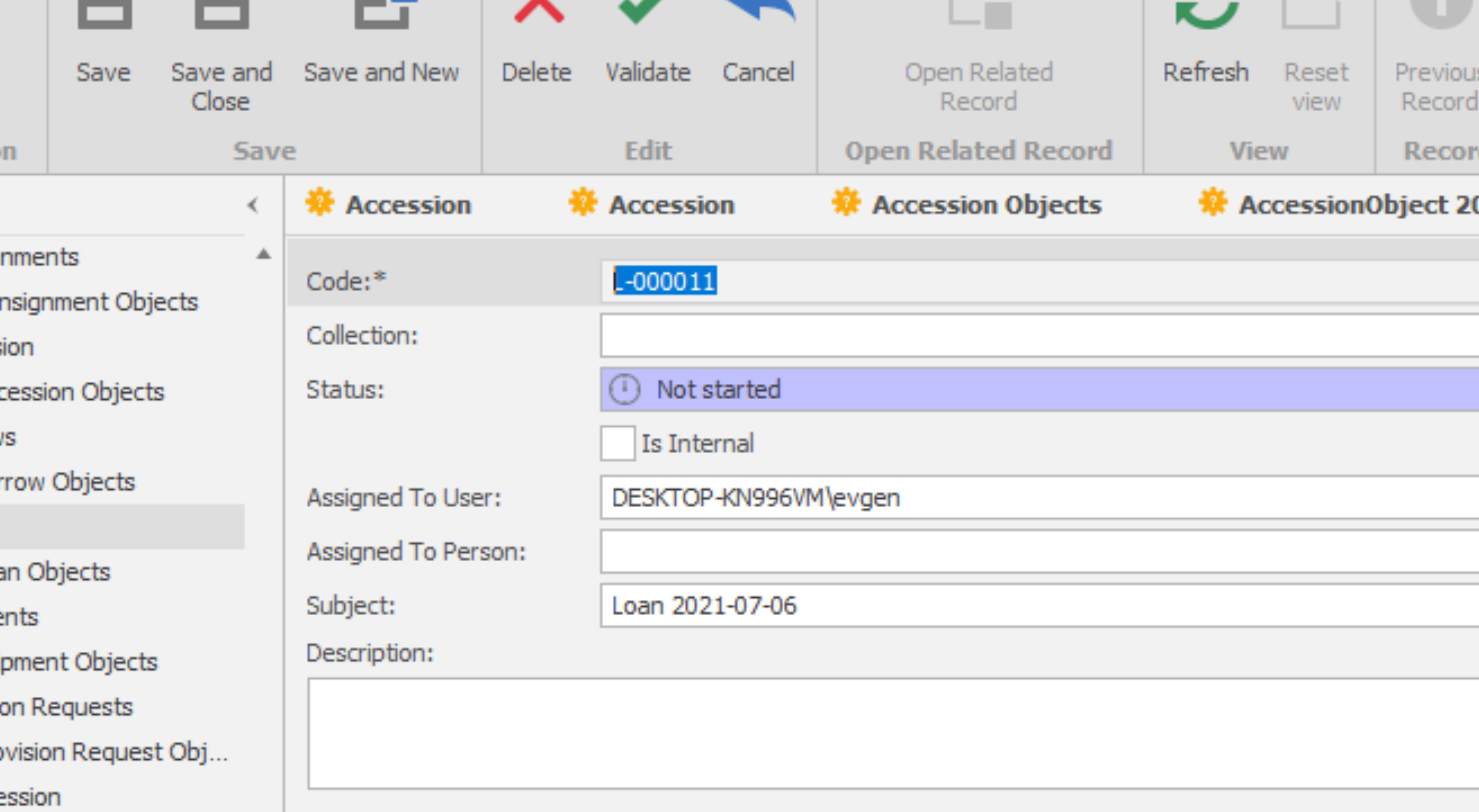 Save
Save and
Close
Save and New
Delete
Validate
Cancel
Open Related
Record
Refresh
Reset
view
Previous
Record
n
Save
Edit
Open Related Record
View
Recor
Accession
Accession
Accession Objects
AccessionObject 20
nments
nsignment Objects
sion
cession Objects
ws
rrow Objects
an Objects
ents
pment Objects
on Requests
ovision Request Obj...
ession
Code:*
L-000011
Collection:
Status:
Not started
Is Internal
Assigned To User:
DESKTOP-KN996VM\evgen
Assigned To Person:
Subject:
Loan 2021-07-06
Description: